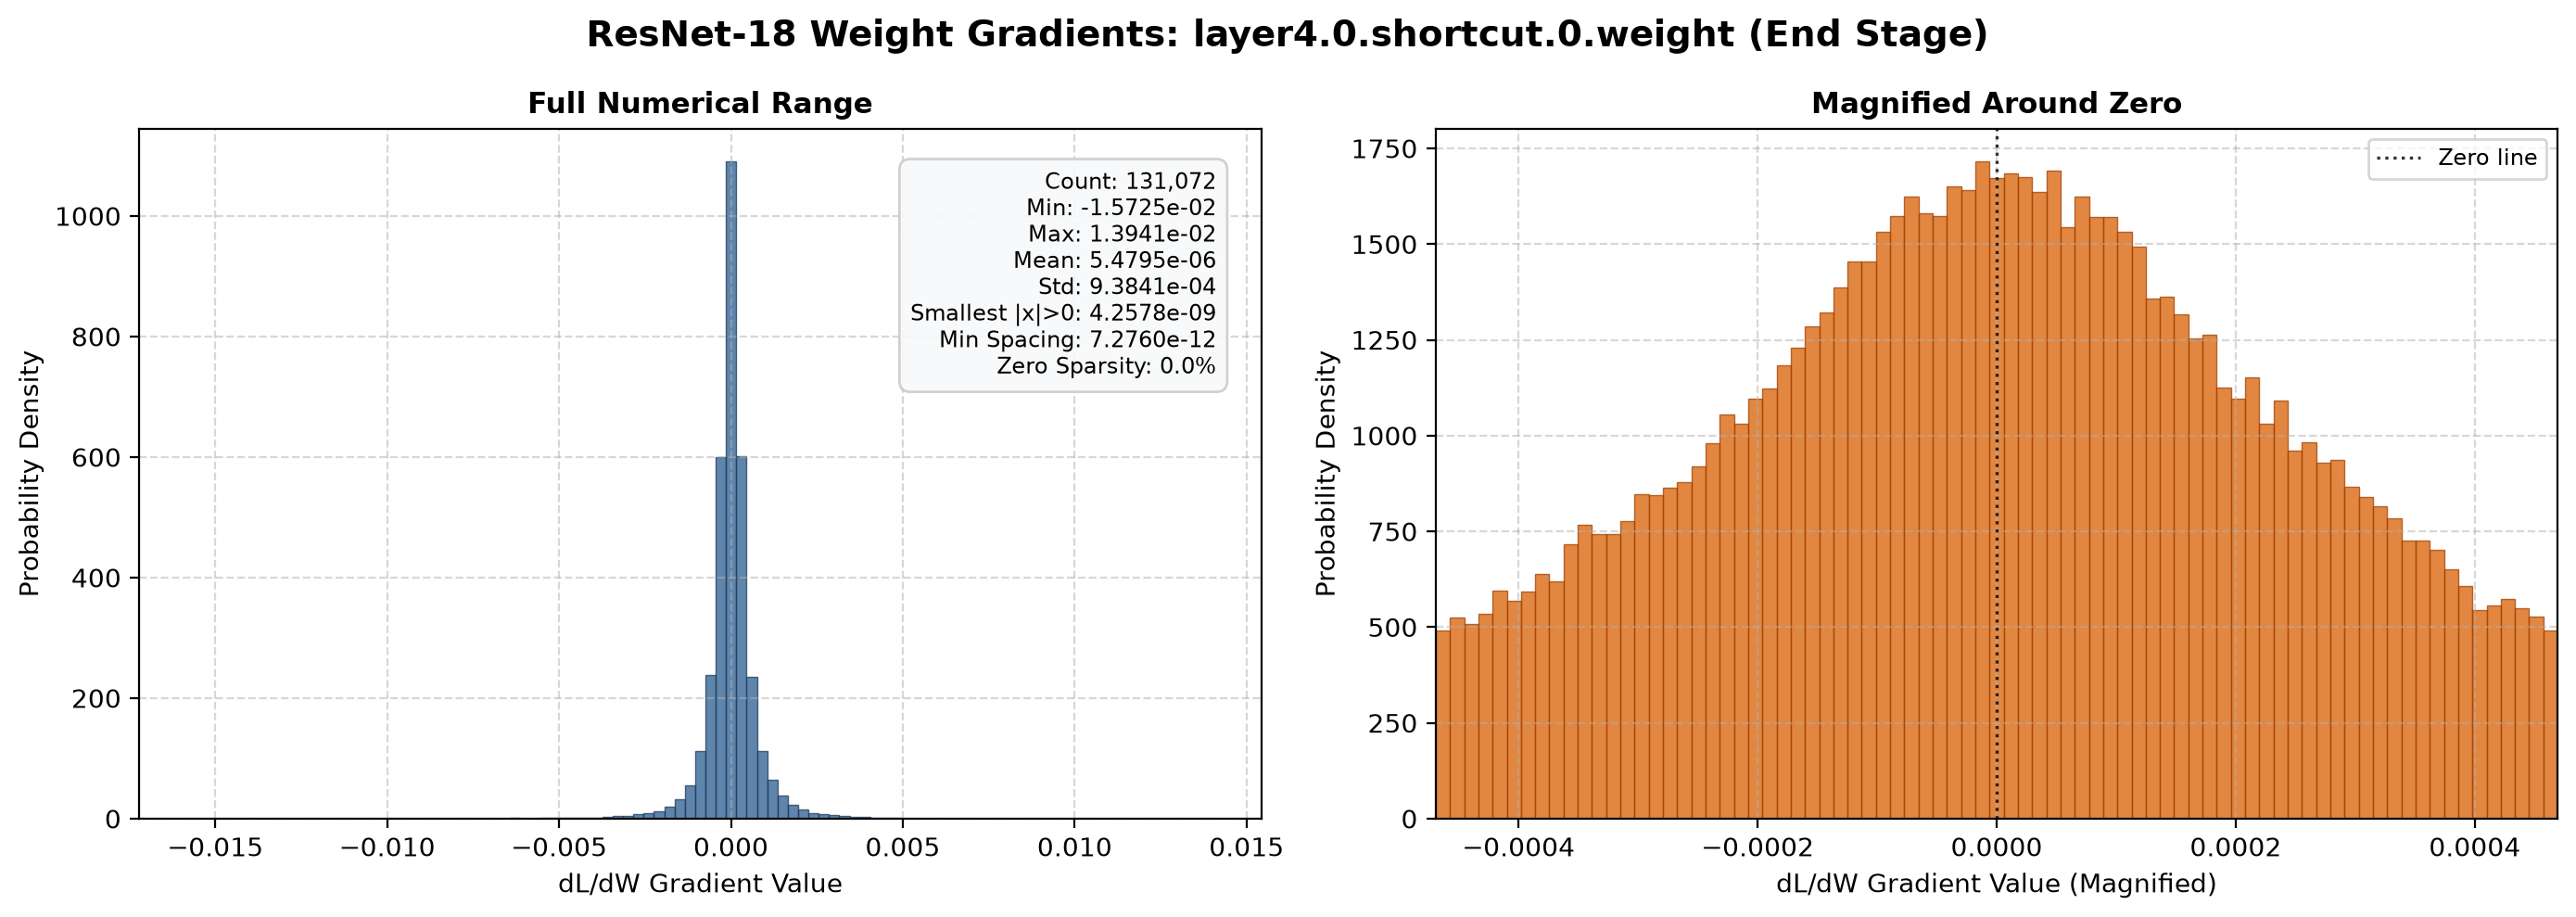 ResNet-18 Weight Gradients: layer4.0.shortcut.0.weight (End Stage)
Full Numerical Range
Probability Density
1000
800
600
400
200
0
Count: 131,072
Min: -1.5725e-02
Max: 1.3941e-02
Mean: 5.4795e-06
Std: 9.3841e-04
Smallest |x|>0: 4.2578e-09
Min Spacing: 7.2760e-12
Zero Sparsity: 0.0%
−0.015 −0.010 −0.005 0.000 0.005 0.010 0.015
dL/dW Gradient Value
Magnified Around Zero
Probability Density
1750
1500
1250
1000
750
500
250
0
Zero line
−0.0004 −0.0002 0.0000 0.0002 0.0004
dL/dW Gradient Value (Magnified)